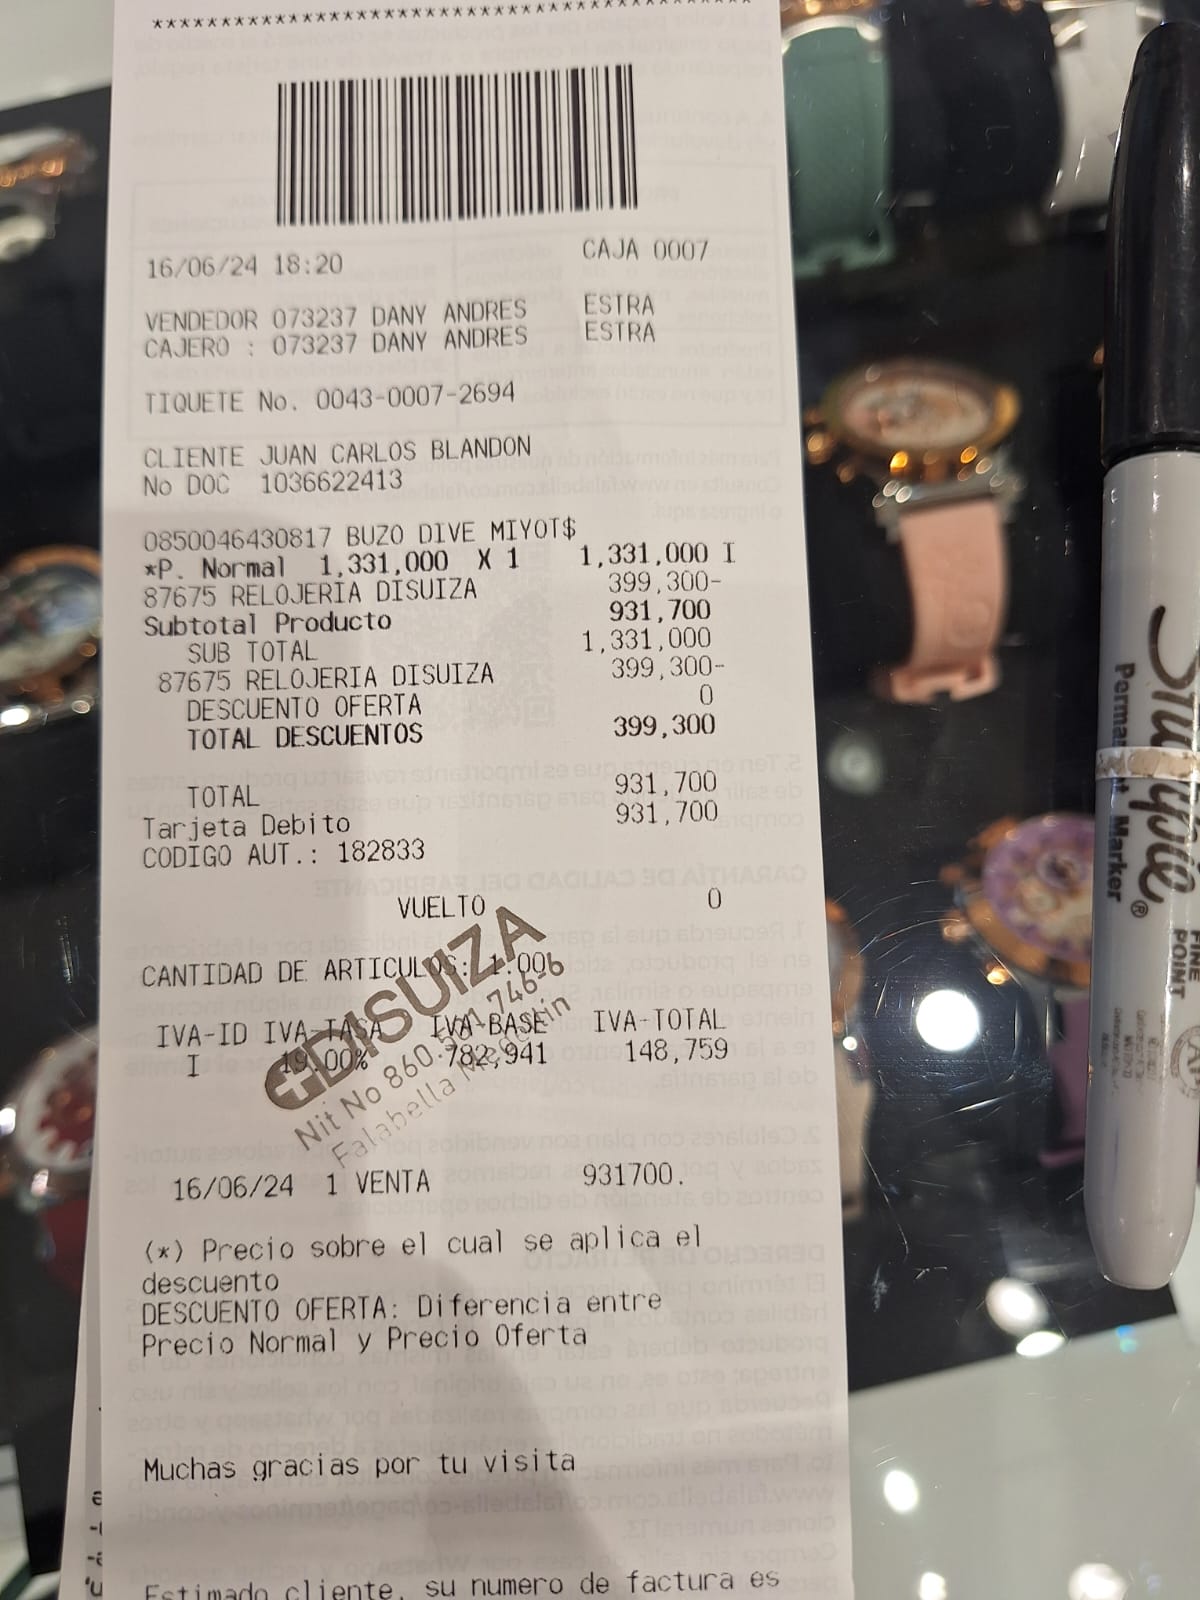 ****************************************
16/06/24 18:20 CAJA 0007
VENDEDOR 073237 DANY ANDRES ESTRA
CAJERO : 073237 DANY ANDRES ESTRA
TIQUETE No. 0043-0007-2694
CLIENTE JUAN CARLOS BLANDON
No DOC 1036622413
0850046430817 BUZO DIVE MIYOT$
*P. Normal 1,331,000 X 1 1,331,000 I
87675 RELOJERIA DISUIZA 399,300-
Subtotal Producto 931,700
SUB TOTAL 1,331,000
87675 RELOJERIA DISUIZA 399,300-
DESCUENTO OFERTA 0
TOTAL DESCUENTOS 399,300
TOTAL 931,700
Tarjeta Debito 931,700
CODIGO AUT.: 182833
VUELTO 0
CANTIDAD DE ARTICULOS: 1.00
IVA-ID IVA-TASA IVA-BASE IVA-TOTAL
I 19.00% 782,941 148,759
DISUIZA
Nit No 860.
Falabella
16/06/24 1 VENTA 931700.
(*) Precio sobre el cual se aplica el
descuento
DESCUENTO OFERTA: Diferencia entre
Precio Normal y Precio Oferta
Muchas gracias por tu visita
Estimado cliente, su numero de factura es
Sharpie®
Permanent Marker
FINE
POINT